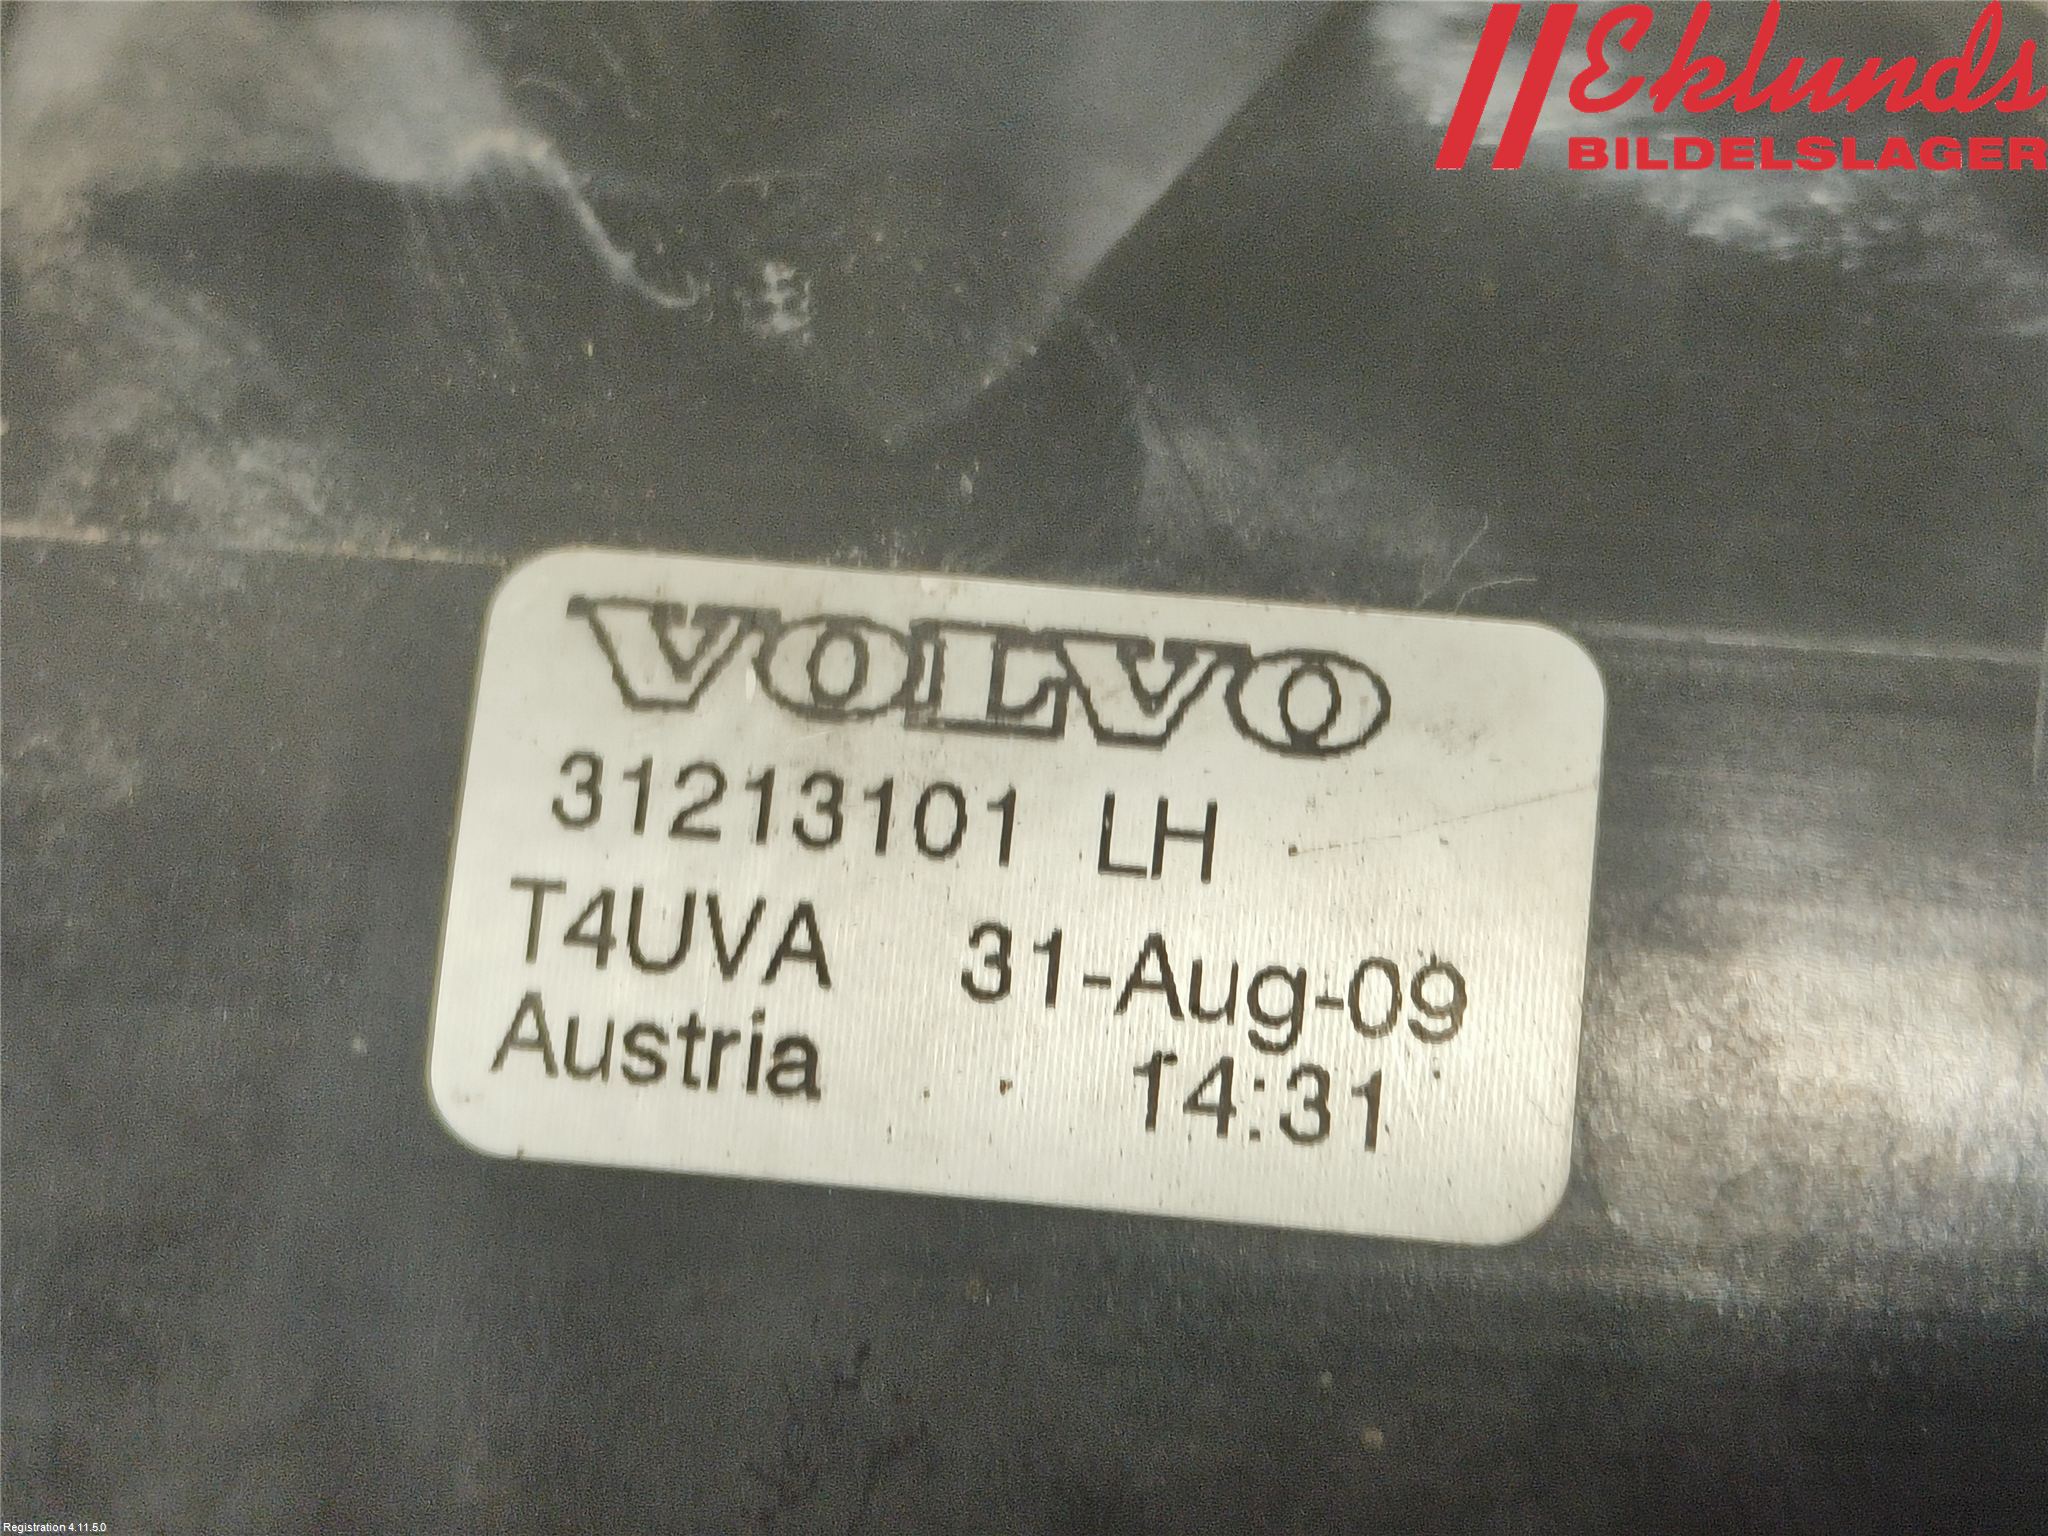 Eklunds
BILDELSLAGER
VOLVO
31213101 LH
T4UVA 31-Aug-09
Austria 14:31
Registration 4.11.5.0